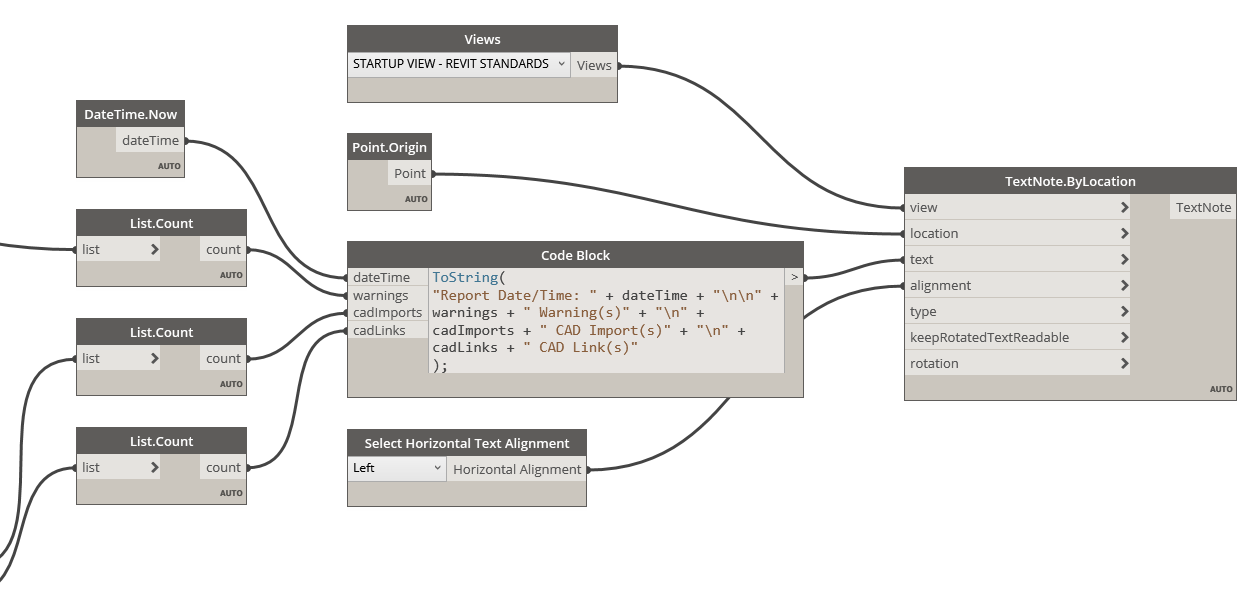 Views
STARTUP VIEW - REVIT STANDARDS
Views
DateTime.Now
dateTime
AUTO
Point.Origin
Point
AUTO
List.Count
list > count
AUTO
List.Count
list > count
AUTO
List.Count
list > count
AUTO
Code Block
dateTime
warnings
cadImports
cadLinks
ToString(
"Report Date/Time: " + dateTime + "\n\n" +
warnings + " Warning(s)" + "\n" +
cadImports + " CAD Import(s)" + "\n" +
cadLinks + " CAD Link(s)"
);
>
Select Horizontal Text Alignment
Left
Horizontal Alignment
TextNote.ByLocation
view > TextNote
location >
text >
alignment >
type >
keepRotatedTextReadable >
rotation >
AUTO